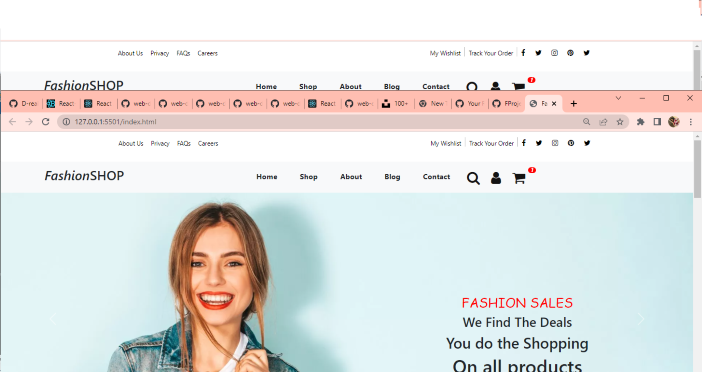 About Us Privacy FAQs Careers My Wishlist Track Your Order
FashionSHOP Home Shop About Blog Contact
D-rea React React web- web- web- web- web- React web- 100+ New Your FProj Fa
127.0.0.1:5501/index.html
About Us Privacy FAQs Careers My Wishlist Track Your Order
FashionSHOP Home Shop About Blog Contact
FASHION SALES
We Find The Deals
You do the Shopping
On all products